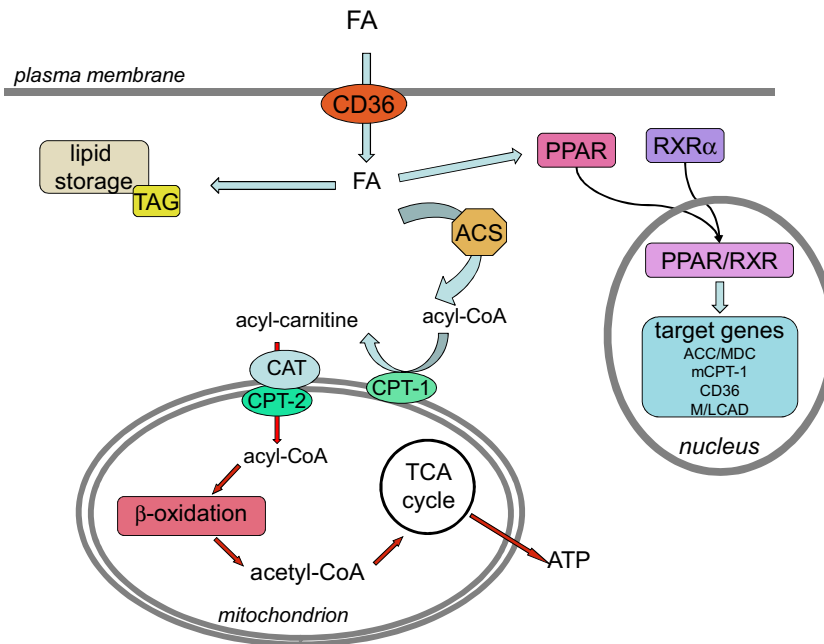 FA
plasma membrane
CD36
lipid
storage
TAG
FA
PPAR
RXRα
ACS
PPAR/RXR
target genes
ACC/MDC
mCPT-1
CD36
M/LCAD
nucleus
acyl-carnitine
acyl-CoA
CAT
CPT-1
CPT-2
acyl-CoA
TCA
cycle
β-oxidation
acetyl-CoA
ATP
mitochondrion